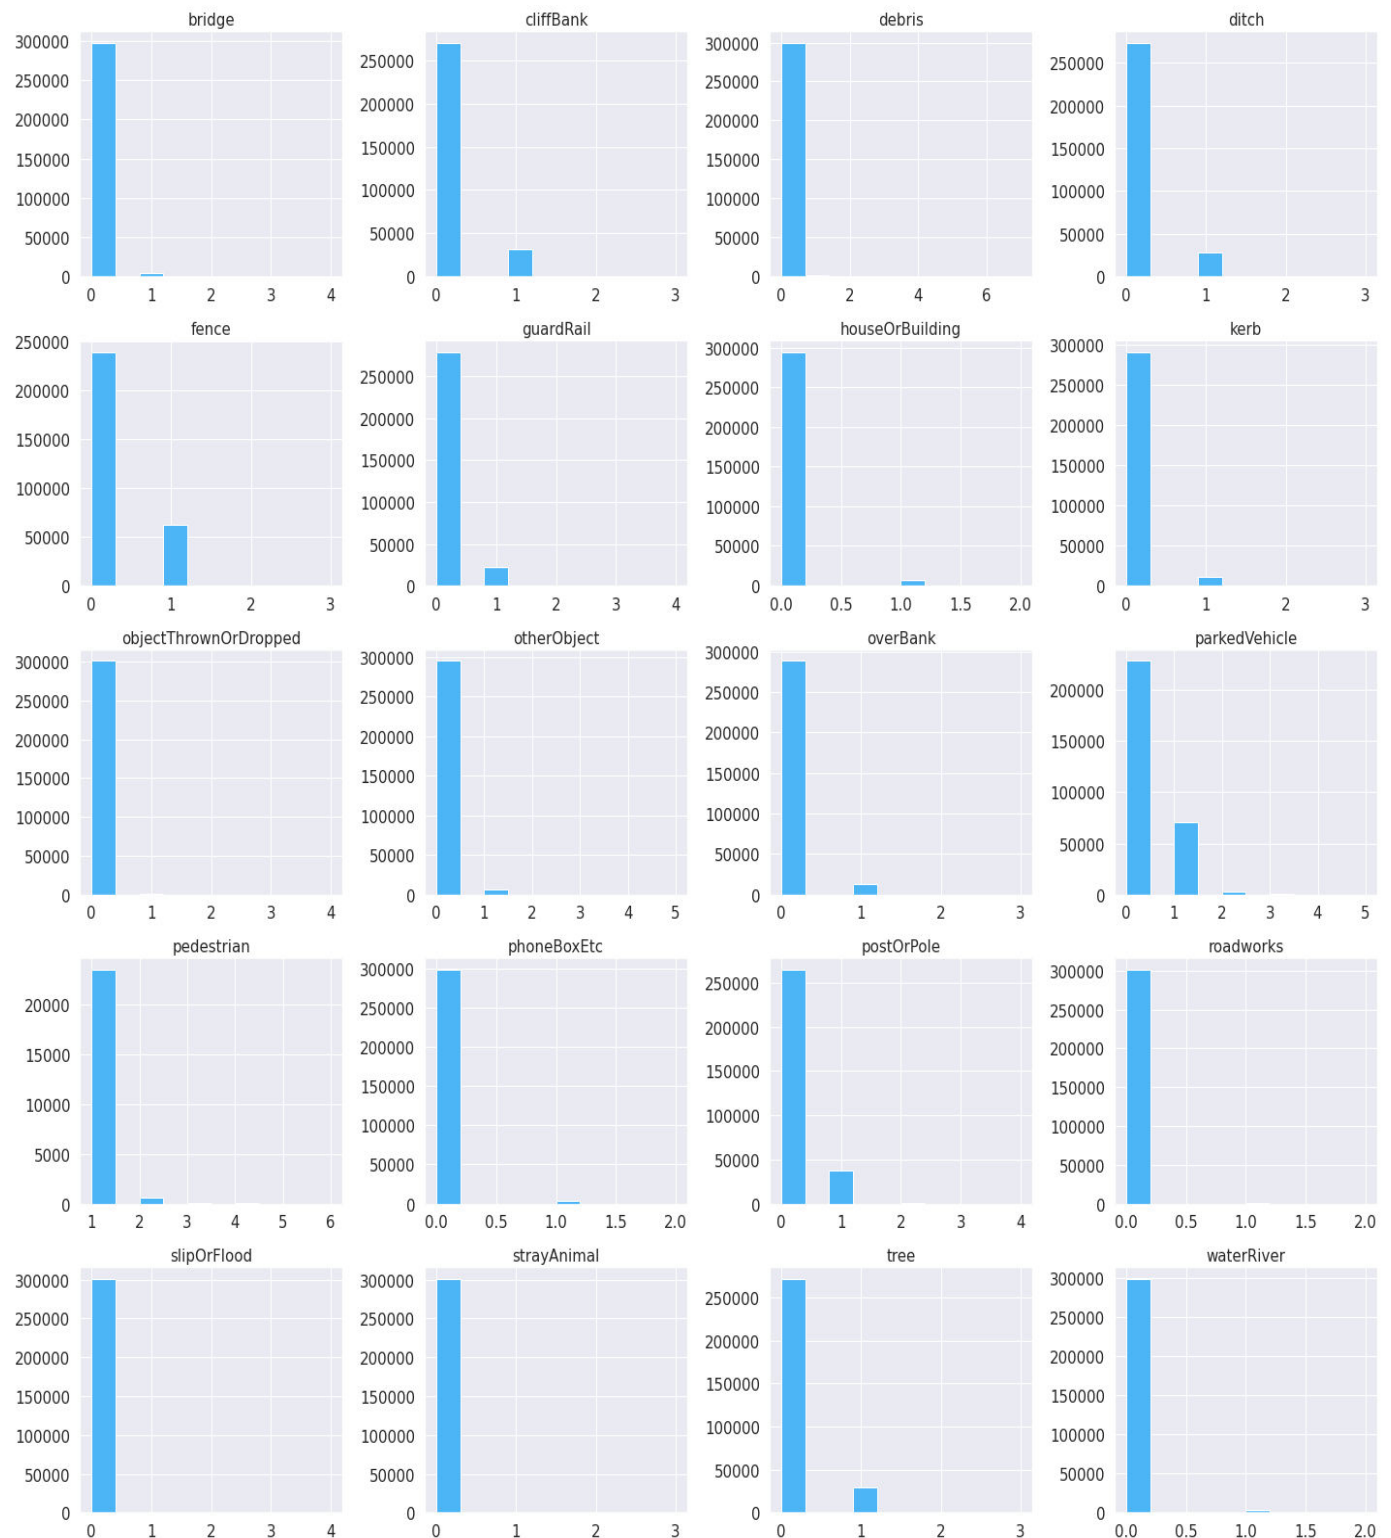 bridge cliffBank debris ditch
300000 300000
250000 250000 250000 250000
200000 200000 200000 200000
150000 150000 150000 150000
100000 100000 100000 100000
50000 50000 50000 50000
0 0 0 0
0 1 2 3 4 0 1 2 3 0 2 4 6 0 1 2 3
fence guardRail houseOrBuilding kerb
250000 300000 300000
250000 250000 250000
200000 200000 200000 200000
150000 150000 150000 150000
100000 100000 100000 100000
50000 50000 50000 50000
0 0 0 0
0 1 2 3 0 1 2 3 4 0.0 0.5 1.0 1.5 2.0 0 1 2 3
objectThrownOrDropped otherObject overBank parkedVehicle
300000 300000 300000
250000 250000 250000
200000 200000 200000 200000
150000 150000 150000 150000
100000 100000 100000 100000
50000 50000 50000 50000
0 0 0 0
0 1 2 3 4 0 1 2 3 4 5 0 1 2 3 0 1 2 3 4 5
pedestrian phoneBoxEtc postOrPole roadworks
300000 300000
20000 250000 250000 250000
200000 200000 200000
15000 150000 150000 150000
10000 100000 100000 100000
5000 50000 50000 50000
0 0 0 0
1 2 3 4 5 6 0.0 0.5 1.0 1.5 2.0 0 1 2 3 4 0.0 0.5 1.0 1.5 2.0
slipOrFlood strayAnimal tree waterRiver
300000 300000 300000
250000 250000 250000 250000
200000 200000 200000 200000
150000 150000 150000 150000
100000 100000 100000 100000
50000 50000 50000 50000
0 0 0 0
0 1 2 3 4 0 1 2 3 0 1 2 3 0.0 0.5 1.0 1.5 2.0